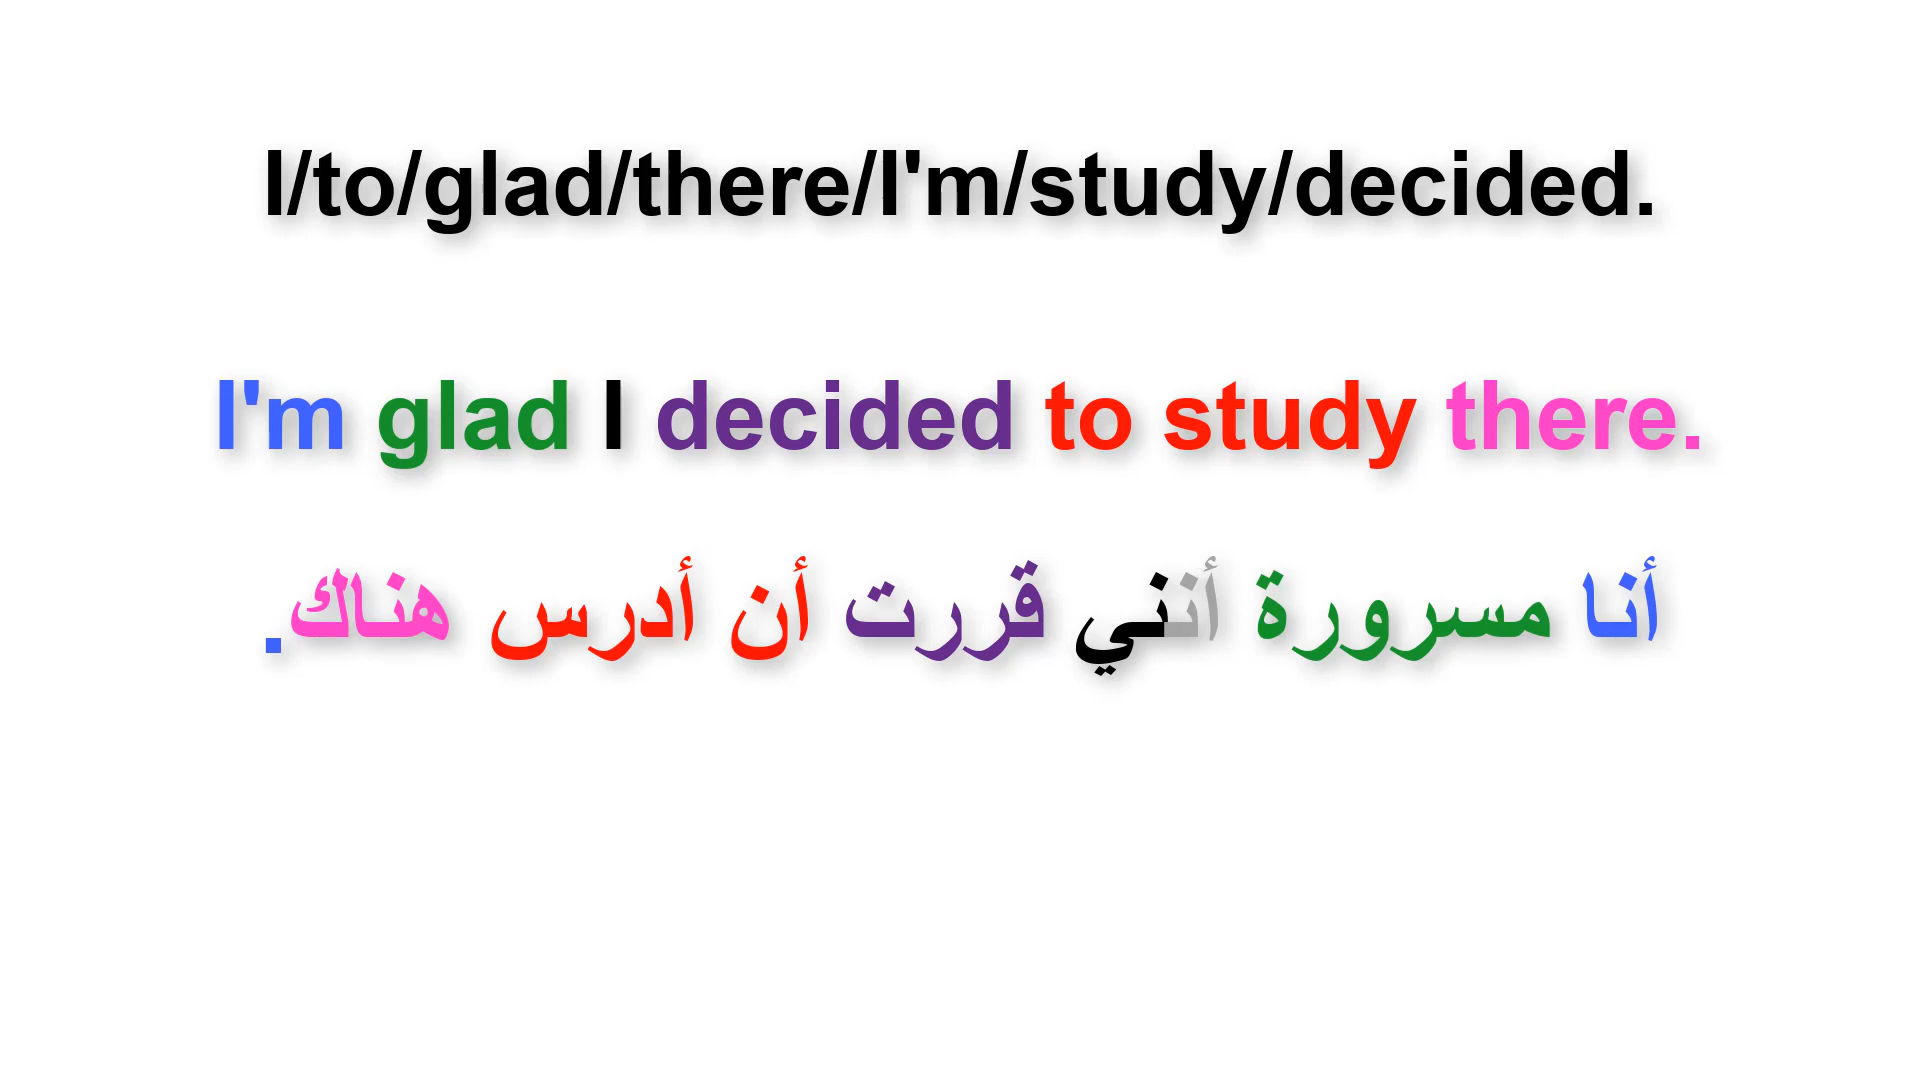 I/to/glad/there/I'm/study/decided.
I'm glad I decided to study there.
أنا مسرورة أنني قررت أن أدرس هناك.